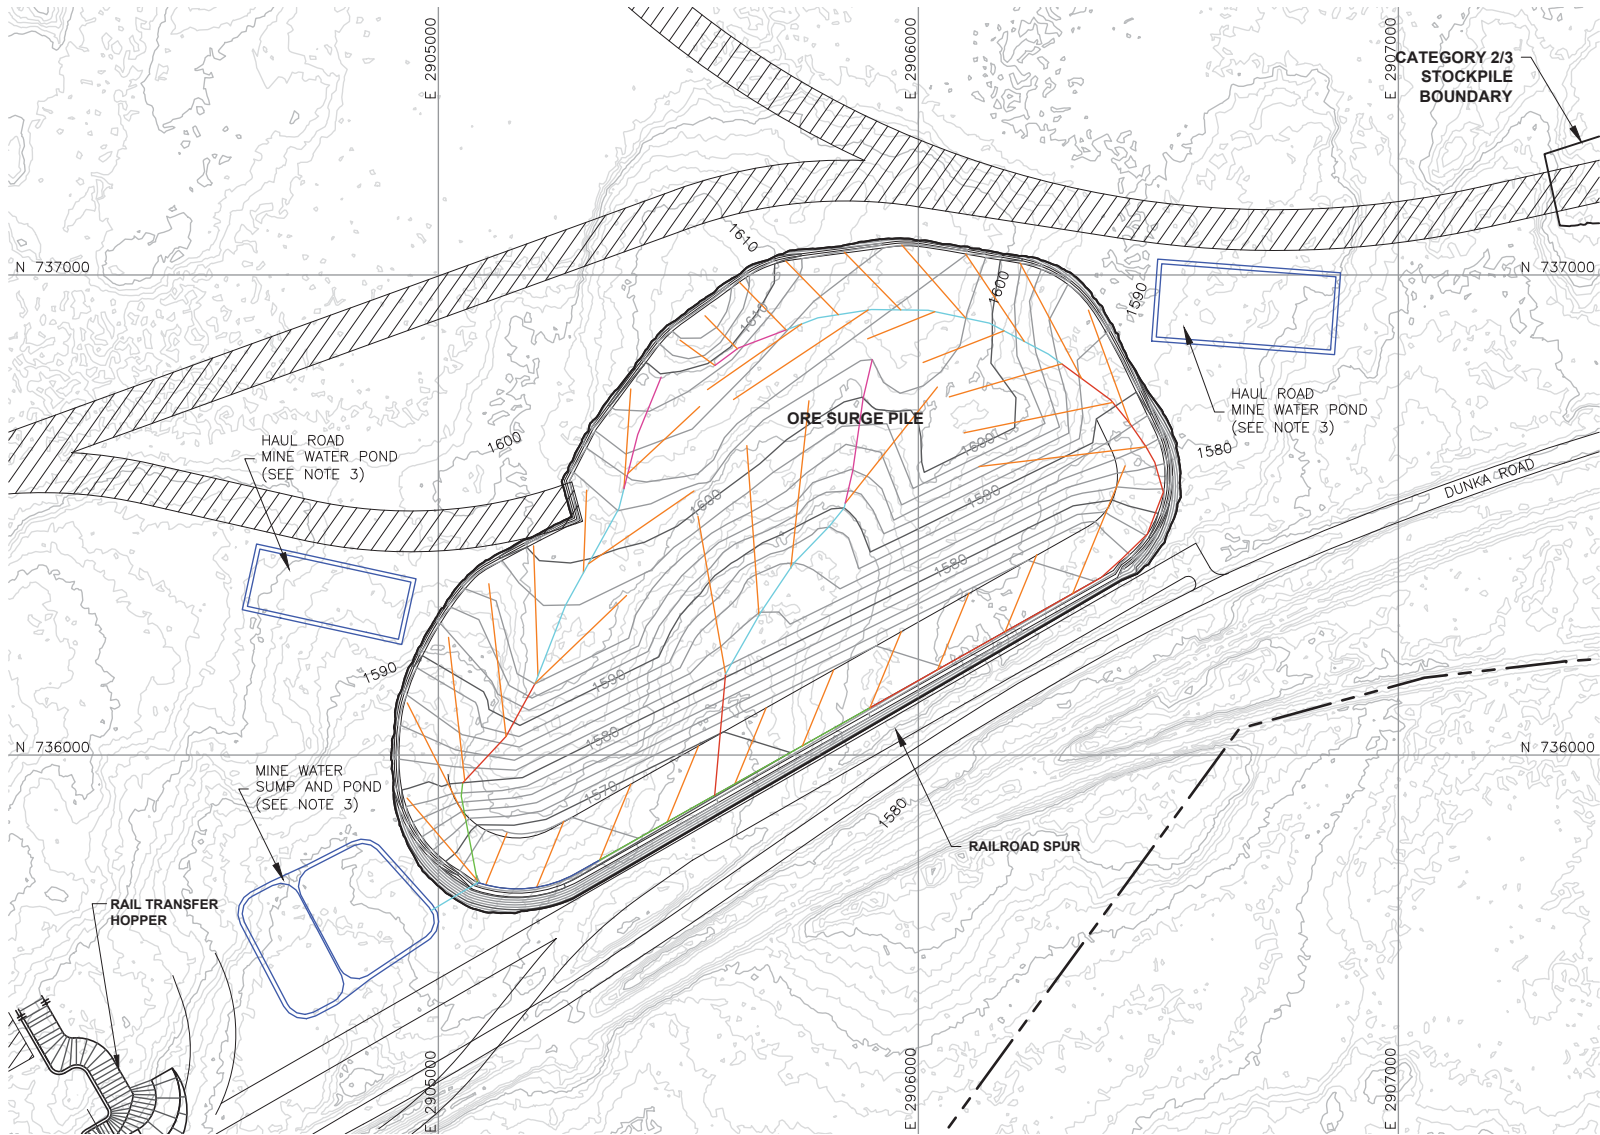 E 2905000
E 2906000
E 2907000
CATEGORY 2/3
STOCKPILE
BOUNDARY
1610
N 737000
N 737000
1600
1590
1610
HAUL ROAD
MINE WATER POND
(SEE NOTE 3)
ORE SURGE PILE
1600
HAUL ROAD
MINE WATER POND
(SEE NOTE 3)
1600
1580
DUNKA ROAD
1600
1590
1580
1590
1590
1580
N 736000
N 736000
MINE WATER
SUMP AND POND
(SEE NOTE 3)
1570
1580
RAILROAD SPUR
RAIL TRANSFER
HOPPER
E 2905000
E 2906000
E 2907000